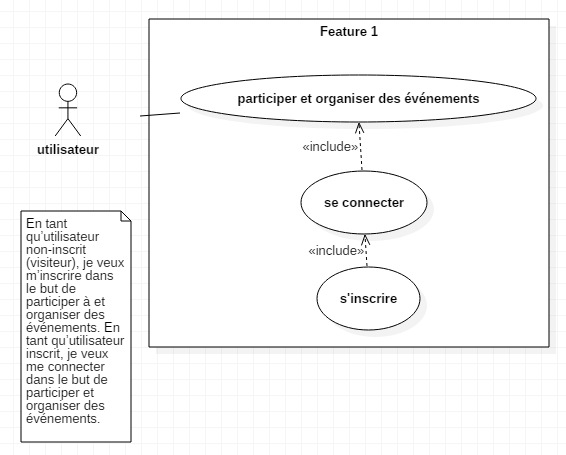 Feature 1
participer et organiser des événements
utilisateur
«include»
se connecter
«include»
s'inscrire
En tant
qu'utilisateur
non-inscrit
(visiteur), je veux
m'inscrire dans
le but de
participer à et
organiser des
événements. En
tant qu'utilisateur
inscrit, je veux
me connecter
dans le but de
participer et
organiser des
événements.